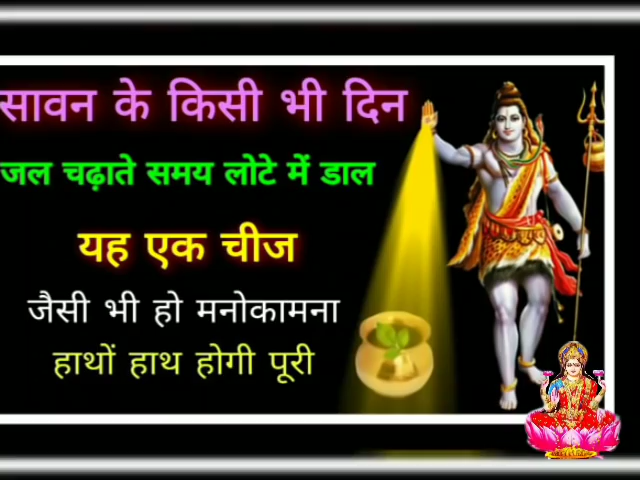 सावन के किसी भी दिन
जल चढ़ाते समय लोटे में डाल
यह एक चीज
जैसी भी हो मनोकामना
हाथों हाथ होगी पूरी